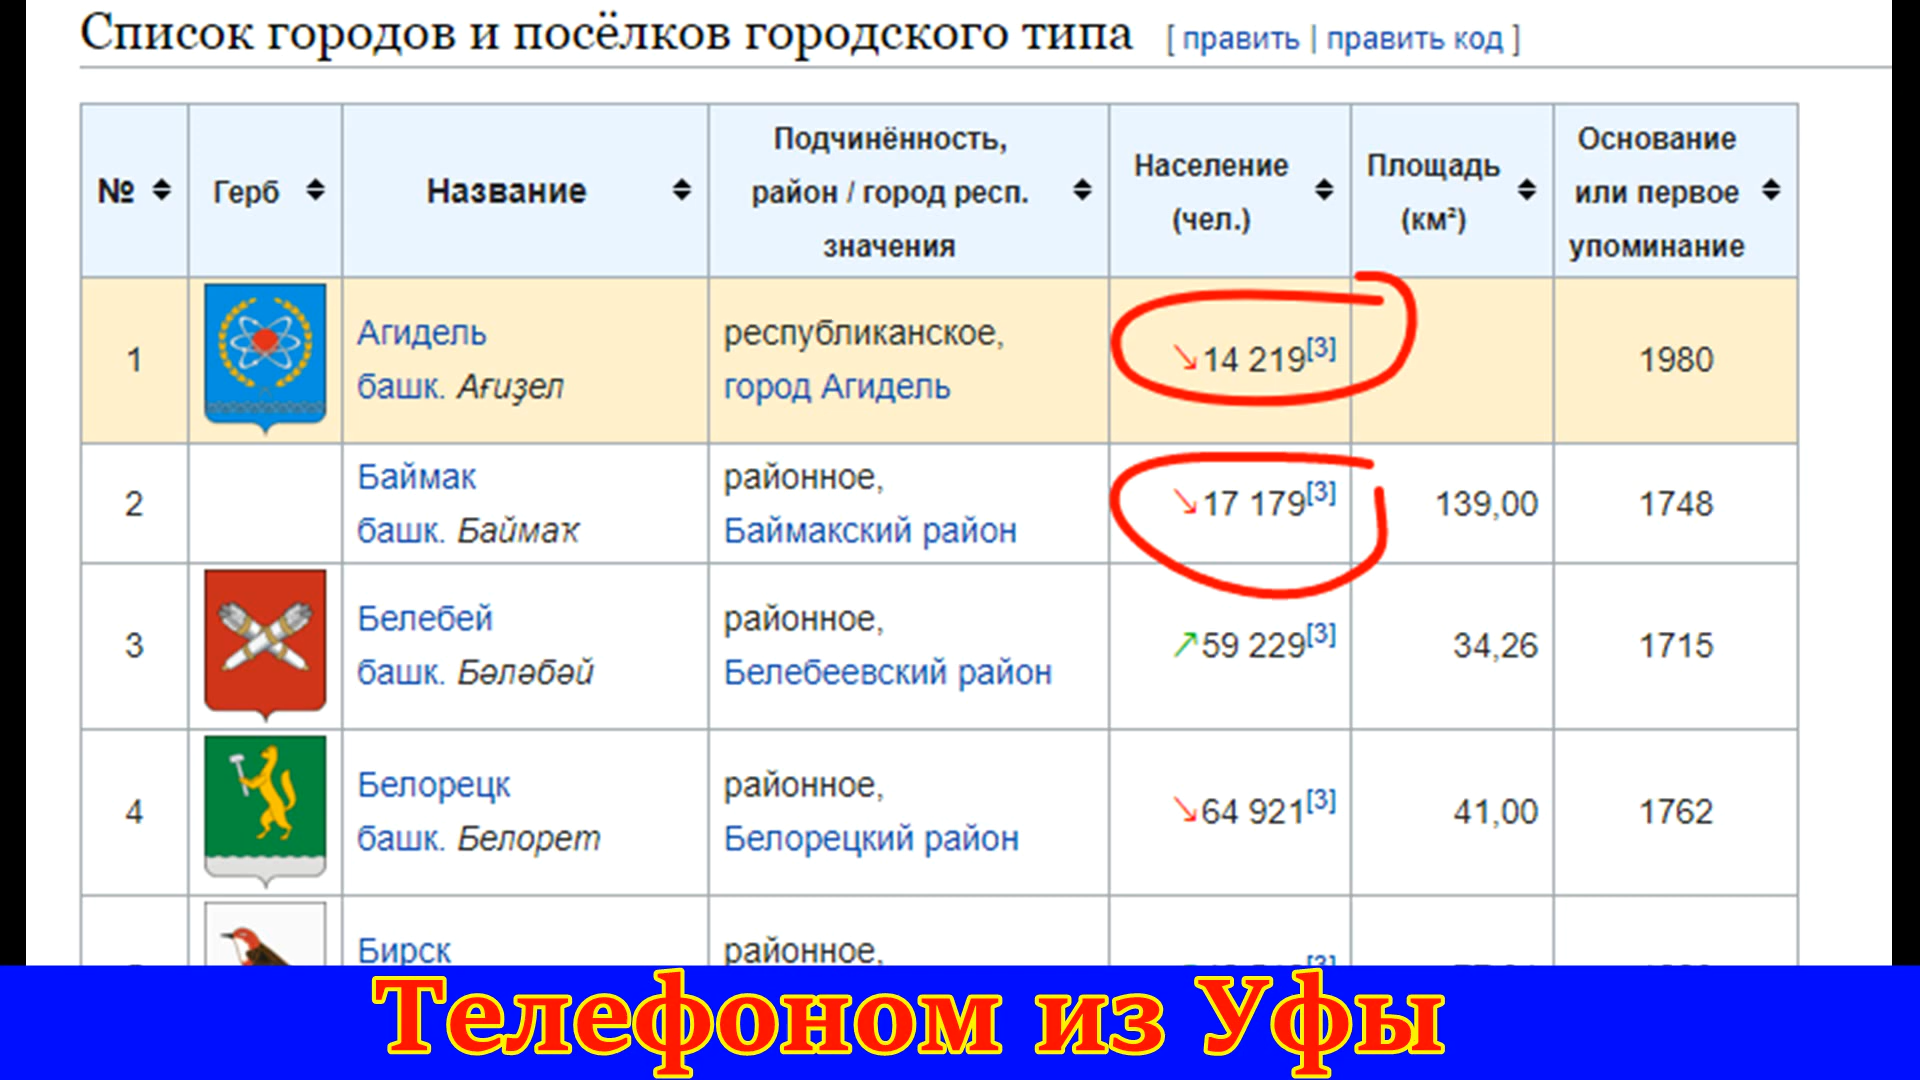 Список городов и посёлков городского типа [ править | править код ]
№ Герб Название Подчинённость, район / город респ. значения Население (чел.) Площадь (км²) Основание или первое упоминание
1 Агидель башк. Ағиҙел республиканское, город Агидель ↘14 219[3] 1980
2 Баймак башк. Баймаҡ районное, Баймакский район ↘17 179[3] 139,00 1748
3 Белебей башк. Бәләбәй районное, Белебеевский район ↗59 229[3] 34,26 1715
4 Белорецк башк. Белорет районное, Белорецкий район ↘64 921[3] 41,00 1762
Бирск районное, [3]
Телефоном из Уфы